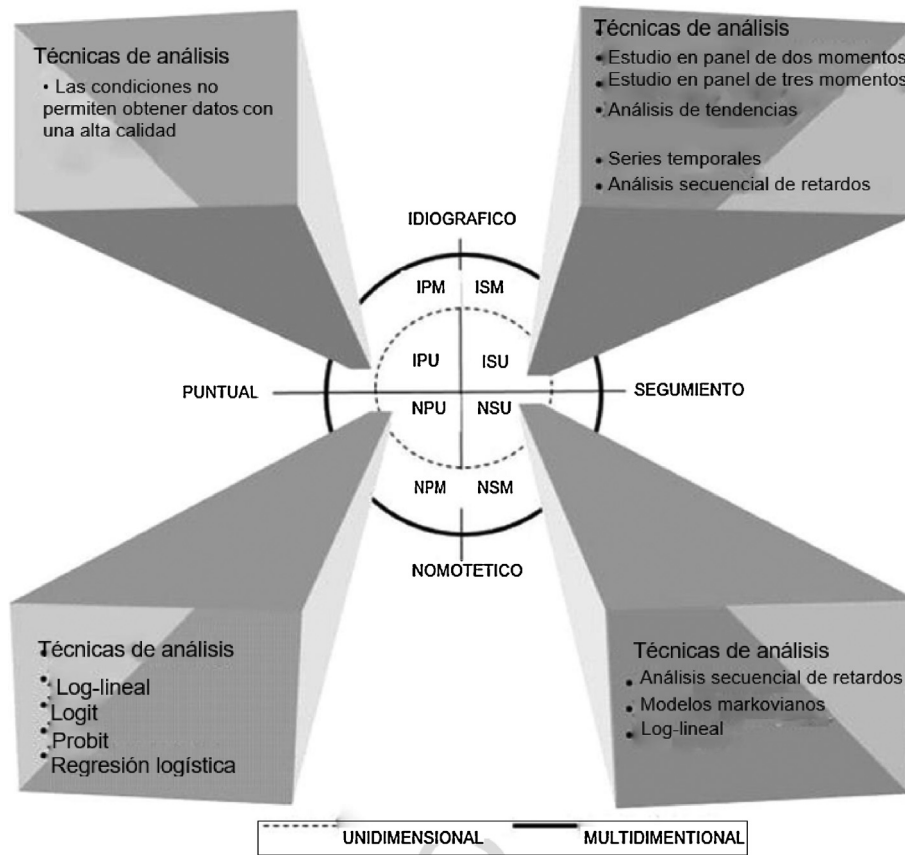 Técnicas de análisis
• Las condiciones no
permiten obtener datos con
una alta calidad
Técnicas de análisis
• Estudio en panel de dos momentos
• Estudio en panel de tres momentos
• Análisis de tendencias
• Series temporales
• Análisis secuencial de retardos
IDIOGRAFICO
IPM ISM
IPU ISU
PUNTUAL SEGUMIENTO
NPU NSU
NPM NSM
NOMOTETICO
Técnicas de análisis
• Log-lineal
• Logit
• Probit
• Regresión logística
Técnicas de análisis
• Análisis secuencial de retardos
• Modelos markovianos
• Log-lineal
UNIDIMENSIONAL MULTIDIMENTIONAL